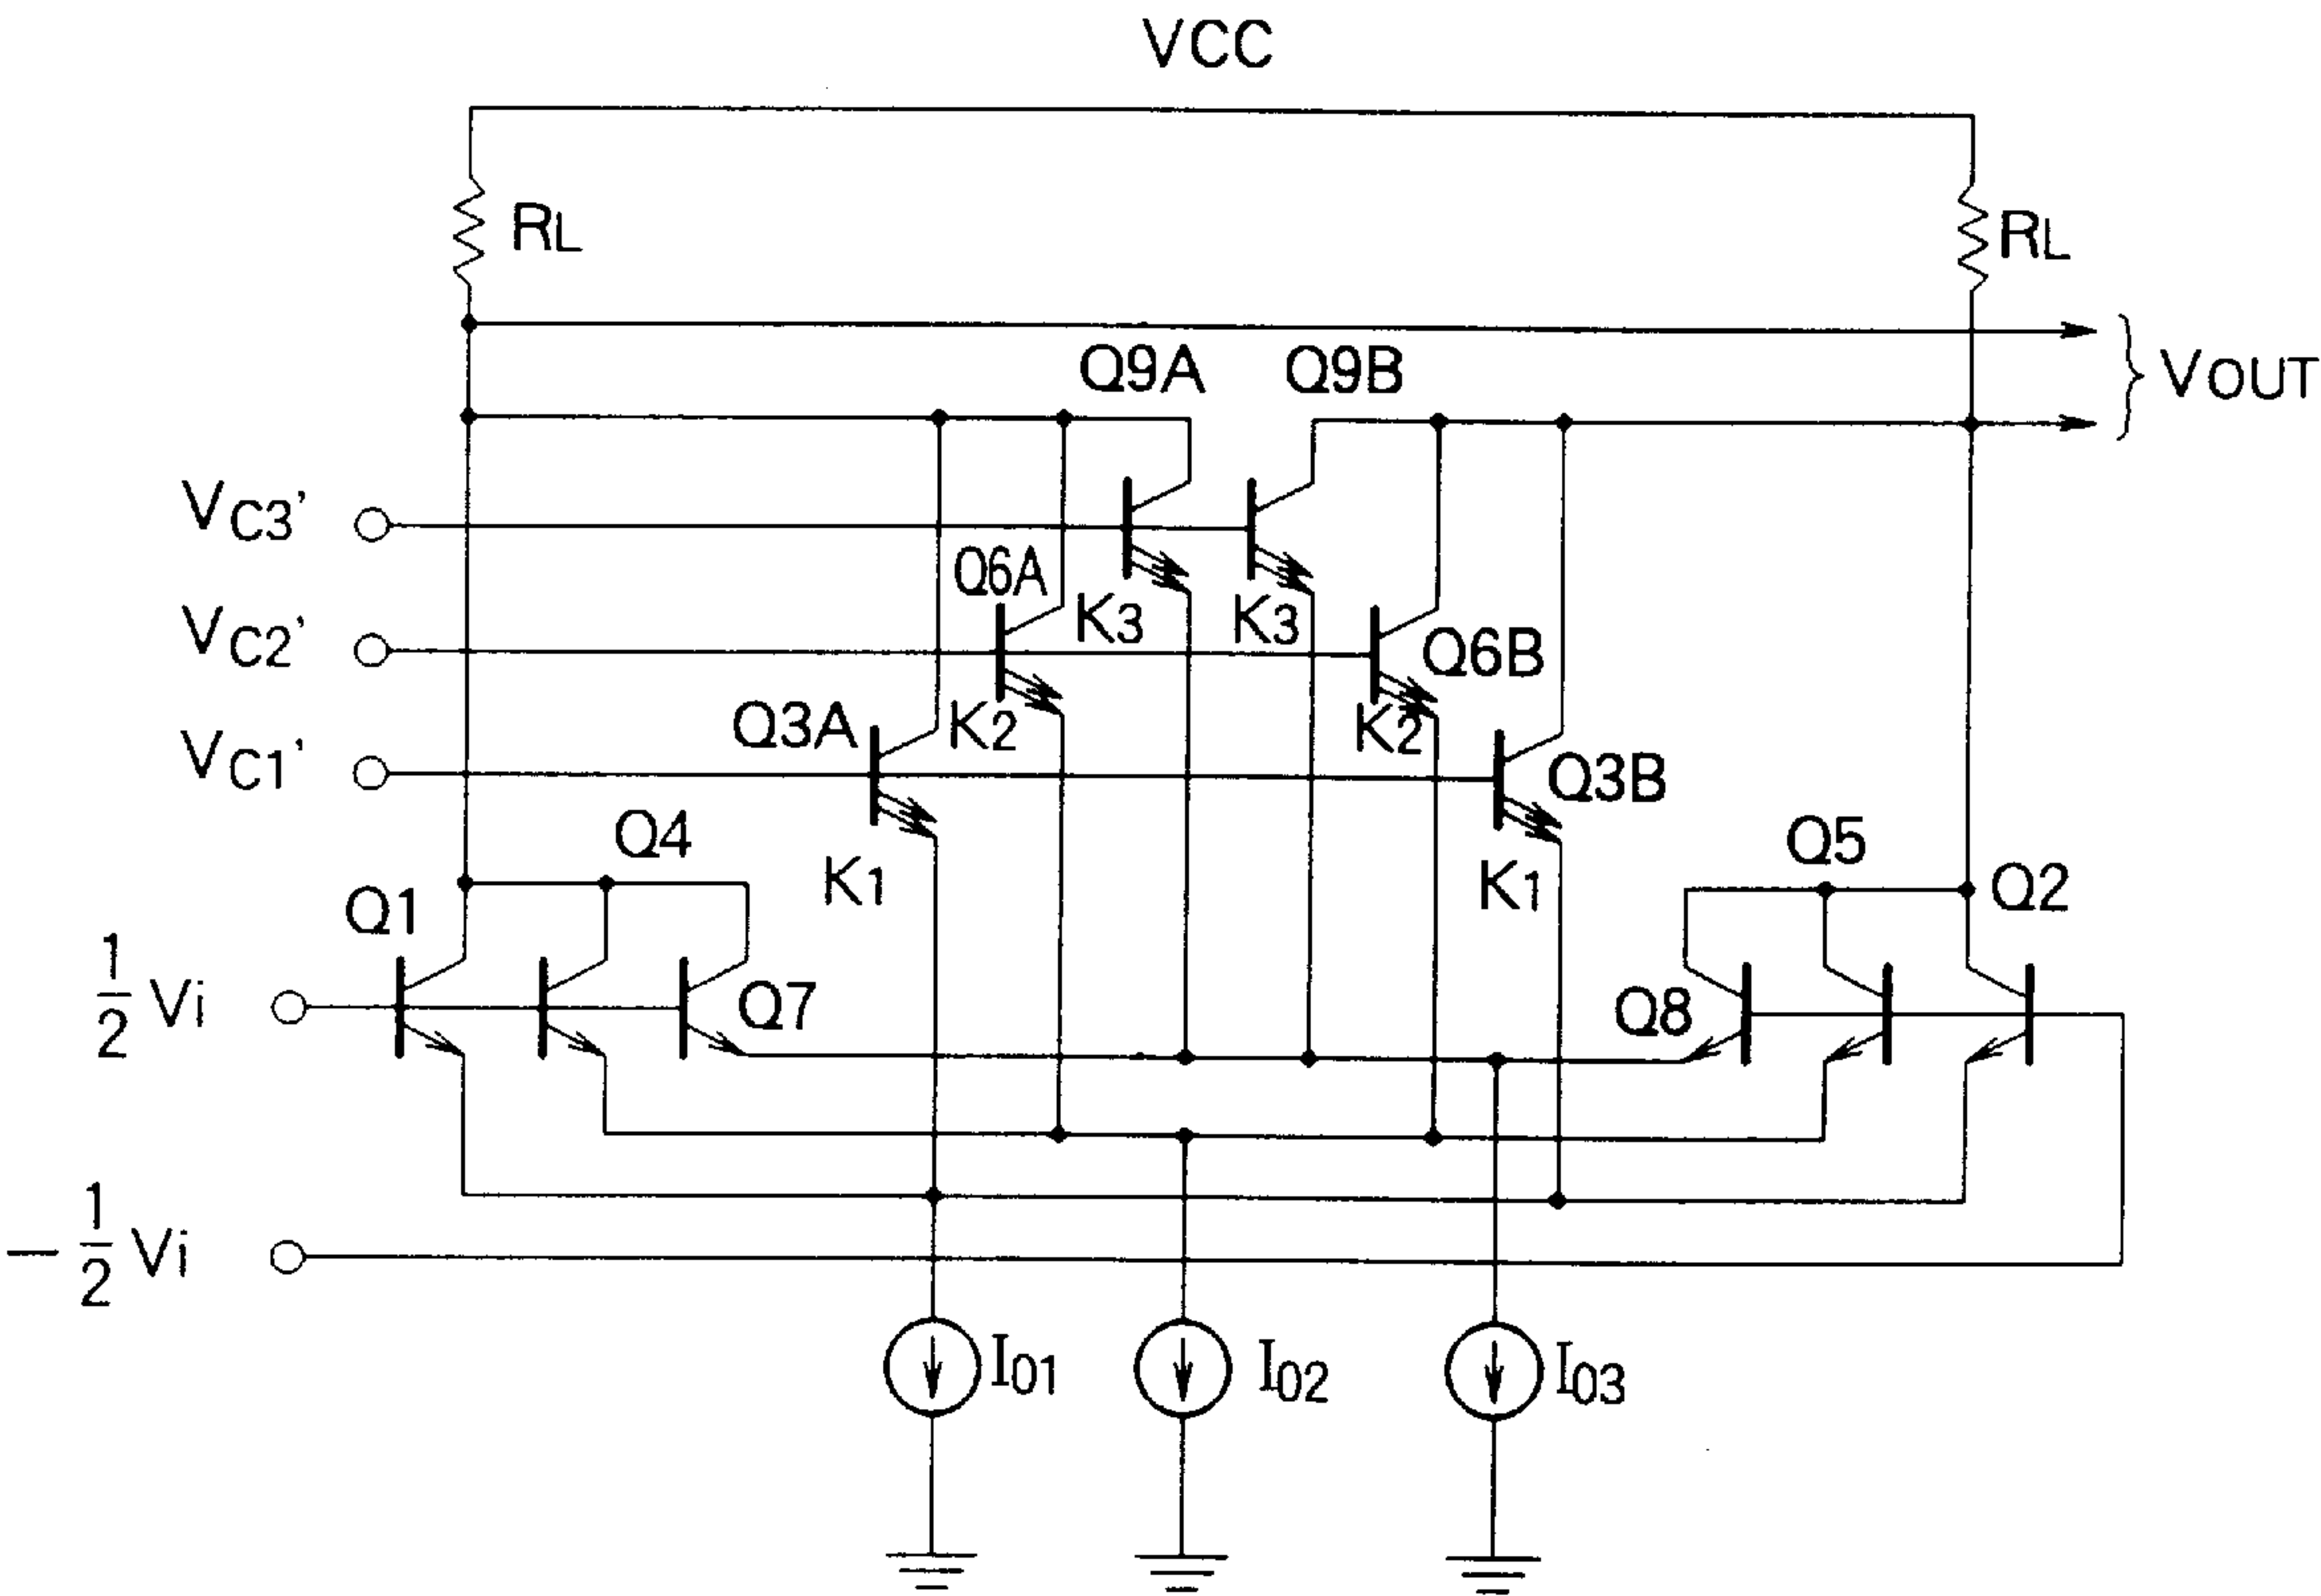 VCC
RL
RL
Q9A
Q9B
VOUT
VC3'
Q6A
K3
K3
VC2'
Q6B
Q3A
K2
K2
VC1'
Q3B
Q4
Q5
K1
K1
Q1
Q2
1/2 Vi
Q7
Q8
— 1/2 Vi
I01
I02
I03